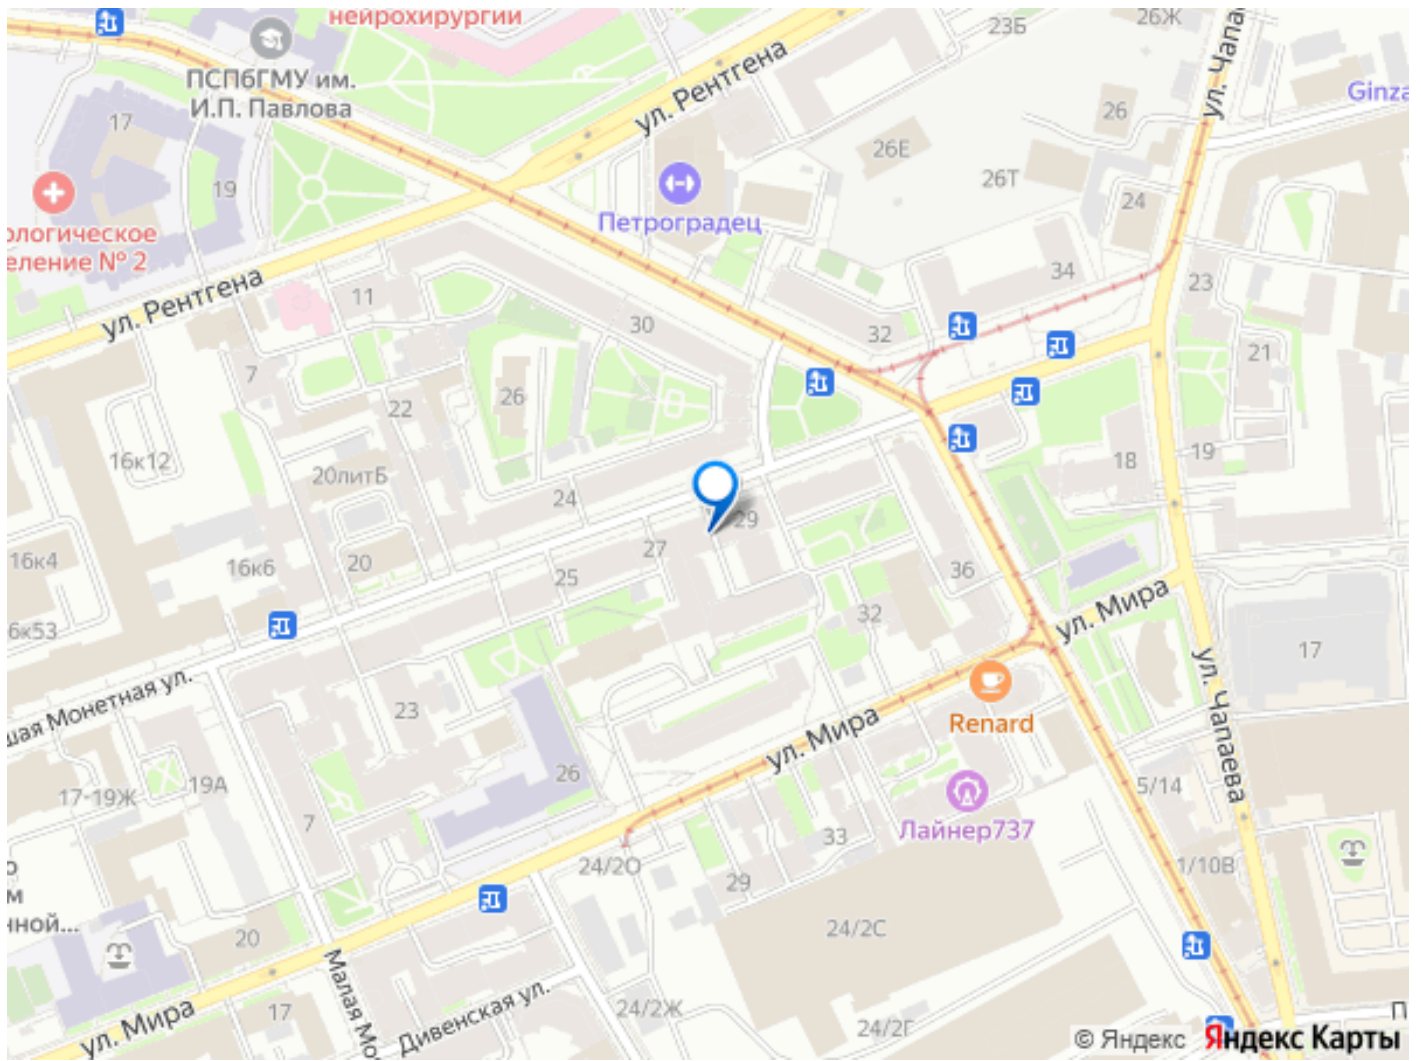 нейрохирургии
ПСПбГМУ им.
И.П. Павлова
23Б
26Ж
ул. Рентгена
ул. Чапа
Ginza
17
19
26
26Е
26Т
24
Петроградец
ологическое
еление № 2
ул. Рентгена
11
30
32
34
23
21
7
22
26
16к12
20литБ
24
18
19
29
27
16к4
16к6
20
25
36
32
6к53
ул. Мира
17
шая Монетная ул.
23
Renard
ул. Мира
ул. Чапаева
26
17-19Ж
19А
7
5/14
Лайнер737
33
24/2О
29
1/10В
о
м
нной...
20
24/2С
Малая Мо
17
ул. Мира
Дивенская ул.
24/2Ж
24/2Г
П
© Яндекс Яндекс Карты